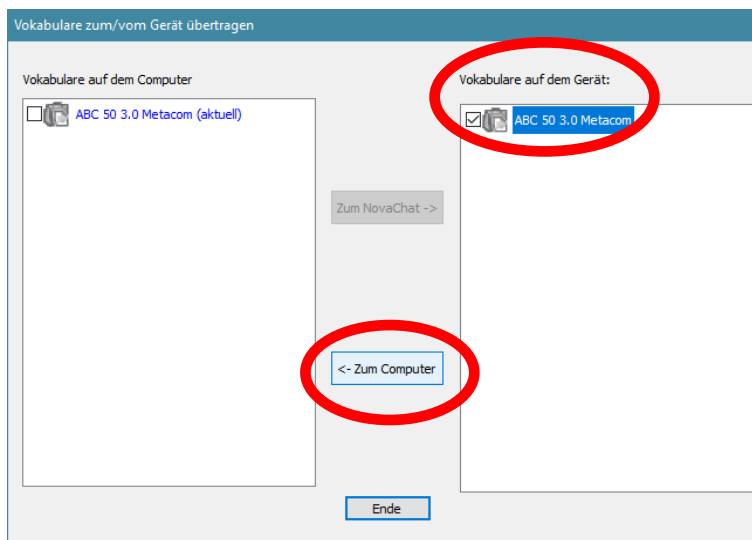 Vokabulare zum/vom Gerät übertragen
Vokabulare auf dem Computer
ABC 50 3.0 Metacom (aktuell)
Vokabulare auf dem Gerät:
ABC 50 3.0 Metacom
Zum NovaChat ->
<- Zum Computer
Ende